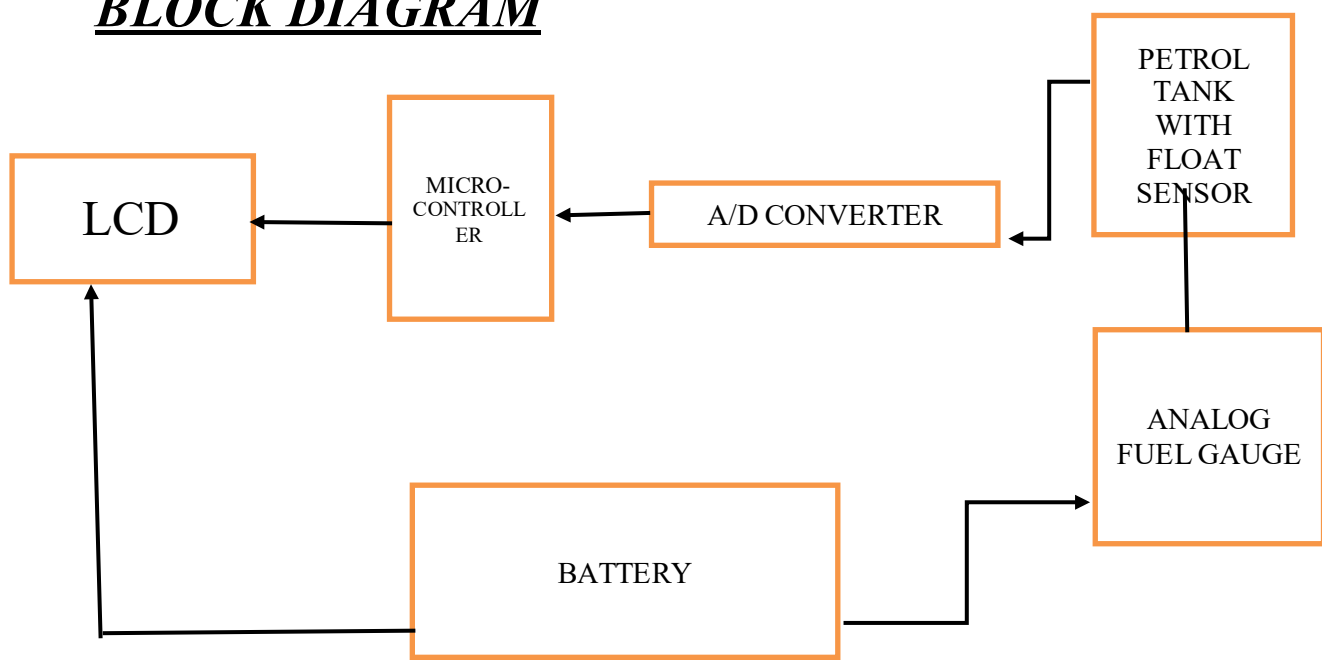 BLOCK DIAGRAM
PETROL
TANK
WITH
FLOAT
SENSOR
MICRO-
CONTROLL
ER
LCD
A/D CONVERTER
ANALOG
FUEL GAUGE
BATTERY